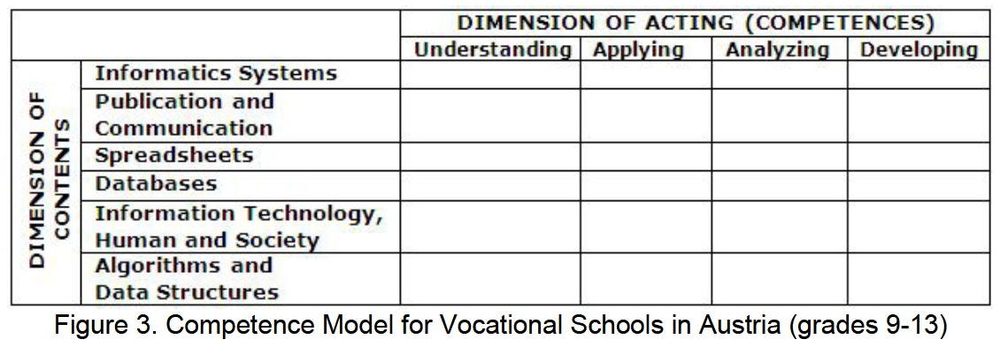 DIMENSION OF ACTING (COMPETENCES)
Understanding Applying Analyzing Developing
DIMENSION OF
CONTENTS
Informatics Systems
Publication and
Communication
Spreadsheets
Databases
Information Technology,
Human and Society
Algorithms and
Data Structures
Figure 3. Competence Model for Vocational Schools in Austria (grades 9-13)